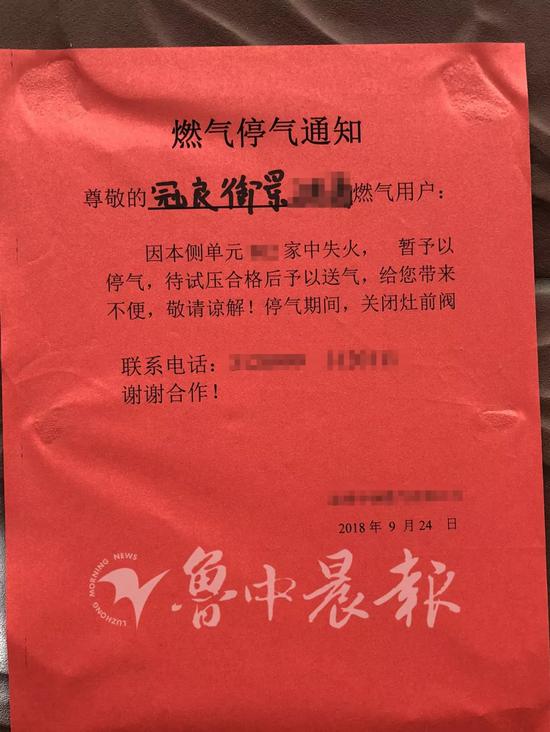 燃气停气通知
尊敬的冠良御景 燃气用户：
因本侧单元 家中失火， 暂予以
停气，待试压合格后予以送气，给您带来
不便，敬请谅解！停气期间，关闭灶前阀
联系电话：
谢谢合作！
2018 年 9 月 24 日
LUZHONG MORNING NEWS
鲁中晨报